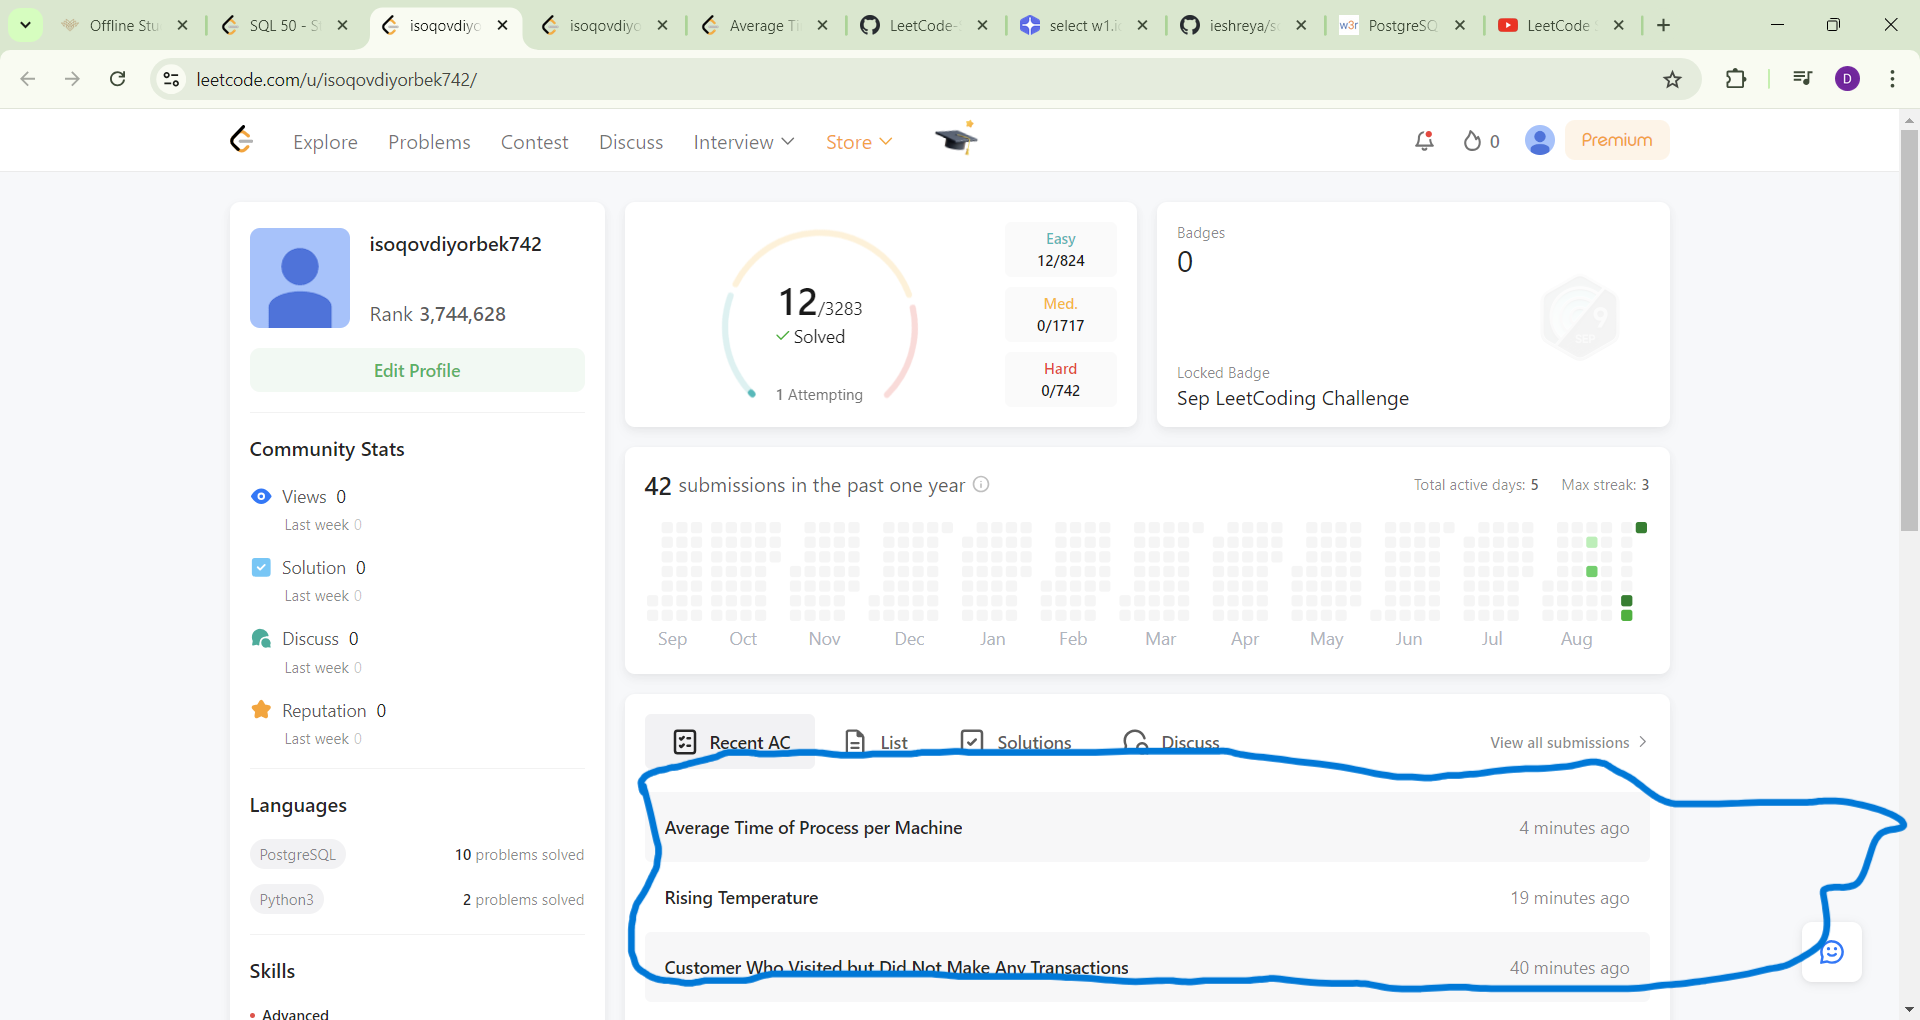 Offline Stu
SQL 50 - S
isoqovdiyo
isoqovdiyo
Average Ti
LeetCode-
select w1.i
ieshreya/s
PostgreSQ
LeetCode
leetcode.com/u/isoqovdiyorbek742/
D
Explore
Problems
Contest
Discuss
Interview
Store
0
Premium
isoqovdiyorbek742
Rank 3,744,628
Edit Profile
Community Stats
Views 0
Last week 0
Solution 0
Last week 0
Discuss 0
Last week 0
Reputation 0
Last week 0
Languages
PostgreSQL
10 problems solved
Python3
2 problems solved
Skills
Advanced
12/3283
Solved
1 Attempting
Easy
12/824
Med.
0/1717
Hard
0/742
Badges
0
9
SEP
Locked Badge
Sep LeetCoding Challenge
42 submissions in the past one year
Total active days: 5
Max streak: 3
Sep
Oct
Nov
Dec
Jan
Feb
Mar
Apr
May
Jun
Jul
Aug
Recent AC
List
Solutions
Discuss
View all submissions
Average Time of Process per Machine
4 minutes ago
Rising Temperature
19 minutes ago
Customer Who Visited but Did Not Make Any Transactions
40 minutes ago